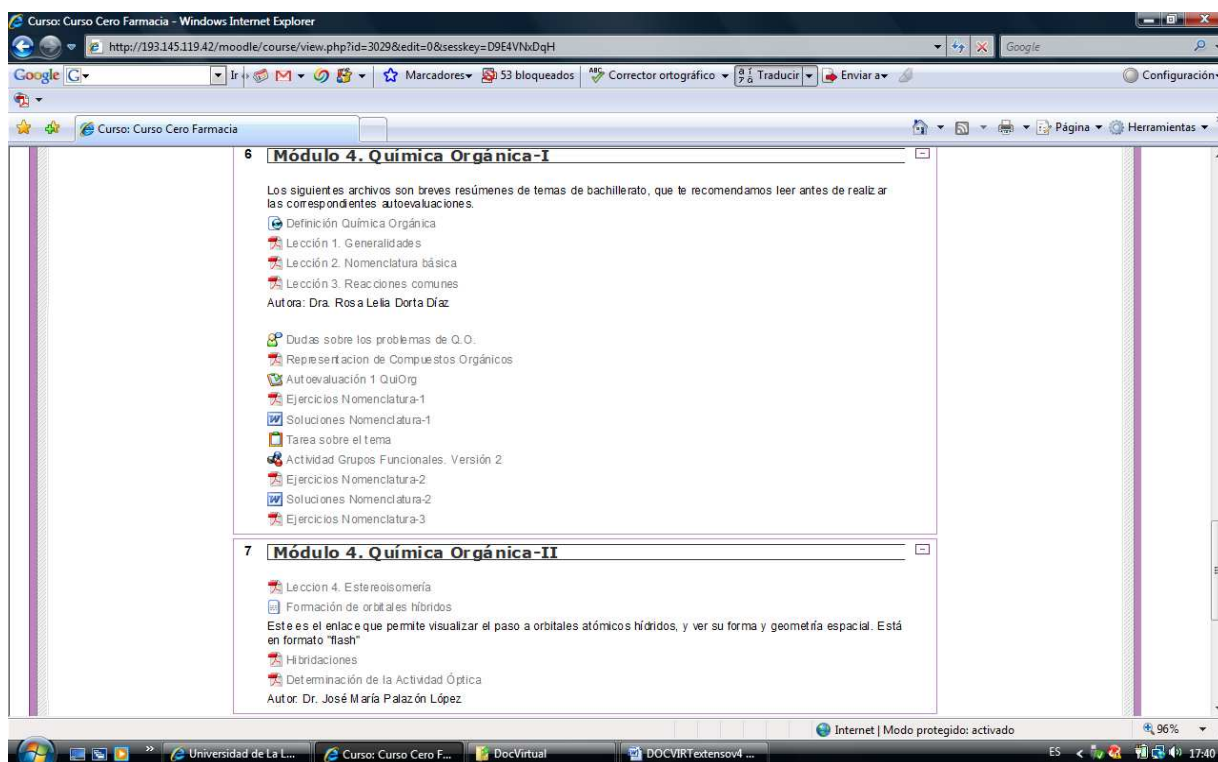 Curso: Curso Cero Farmacia - Windows Internet Explorer
http://193.145.119.42/moodle/course/view.php?id=3029&edit=0&sesskey=D9E4VNxDqH
Google
Google G Ir Marcadores 53 bloqueados Corrector ortográfico Traducir Enviar a Configuración
Curso: Curso Cero Farmacia Página Herramientas
6 Módulo 4. Química Orgánica-I
Los siguientes archivos son breves resúmenes de temas de bachillerato, que te recomendamos leer antes de realizar
las correspondientes autoevaluaciones.
Definición Química Orgánica
Lección 1. Generalidades
Lección 2. Nomenclatura básica
Lección 3. Reacciones comunes
Autora: Dra. Rosa Lelia Dorta Díaz
Dudas sobre los problemas de Q.O.
Representacion de Compuestos Orgánicos
Autoevaluación 1 QuiOrg
Ejercicios Nomenclatura-1
Soluciones Nomenclatura-1
Tarea sobre el tema
Actividad Grupos Funcionales. Versión 2
Ejercicios Nomenclatura-2
Soluciones Nomenclatura-2
Ejercicios Nomenclatura-3
7 Módulo 4. Química Orgánica-II
Leccion 4. Estereoisomería
Formación de orbitales híbridos
Este es el enlace que permite visualizar el paso a orbitales atómicos hídridos, y ver su forma y geometría espacial. Está
en formato "flash"
Hibridaciones
Determinación de la Actividad Óptica
Autor: Dr. José María Palazón López
Internet | Modo protegido: activado 96%
Universidad de La L... Curso: Curso Cero F... DocVirtual DOCVIRTextensov4 ... ES 17:40